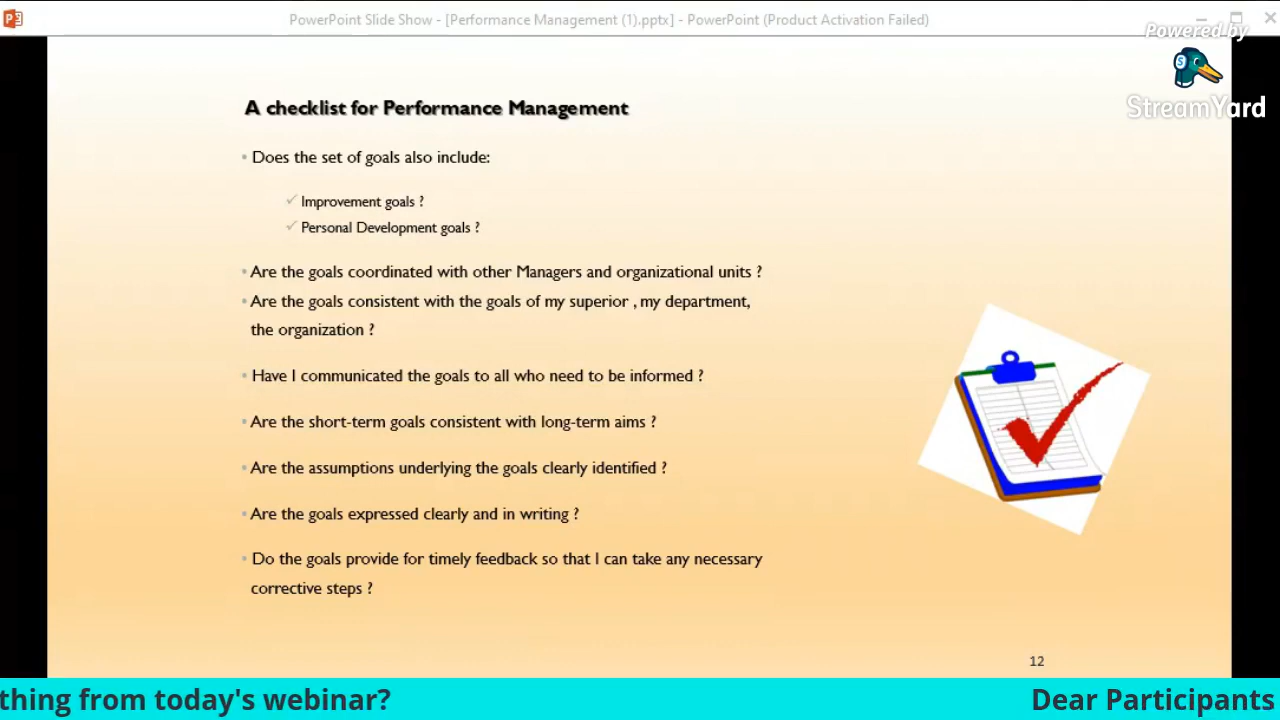 PowerPoint Slide Show - [Performance Management (1).pptx] - PowerPoint (Product Activation Failed)
Powered by
StreamYard
A checklist for Performance Management
• Does the set of goals also include:
✓ Improvement goals ?
✓ Personal Development goals ?
• Are the goals coordinated with other Managers and organizational units ?
• Are the goals consistent with the goals of my superior , my department,
the organization ?
• Have I communicated the goals to all who need to be informed ?
• Are the short-term goals consistent with long-term aims ?
• Are the assumptions underlying the goals clearly identified ?
• Are the goals expressed clearly and in writing ?
• Do the goals provide for timely feedback so that I can take any necessary
corrective steps ?
12
thing from today's webinar? Dear Participants